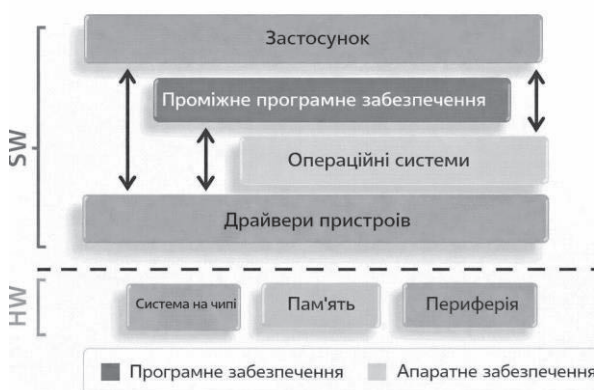 SW
Застосунок
Проміжне програмне забезпечення
Операційні системи
Драйвери пристроїв
HW
Система на чипі
Пам'ять
Периферія
Програмне забезпечення
Апаратне забезпечення